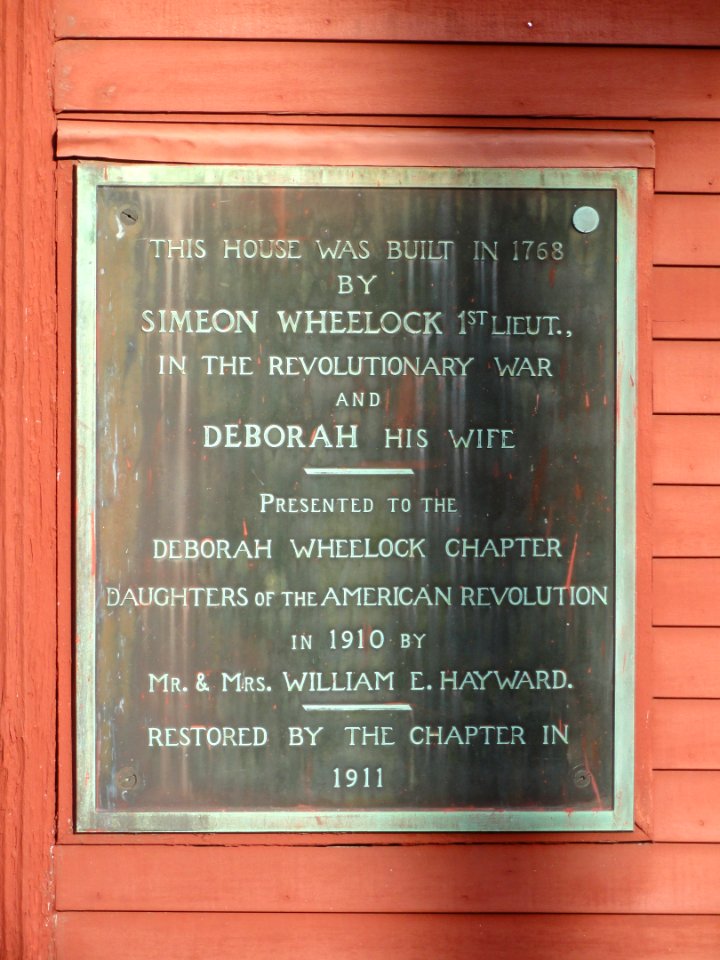 THIS HOUSE WAS BUILT IN 1768
BY
SIMEON WHEELOCK 1ST LIEUT.,
IN THE REVOLUTIONARY WAR
AND
DEBORAH HIS WIFE
PRESENTED TO THE
DEBORAH WHEELOCK CHAPTER
DAUGHTERS OF THE AMERICAN REVOLUTION
IN 1910 BY
MR. & MRS. WILLIAM E. HAYWARD.
RESTORED BY THE CHAPTER IN
1911